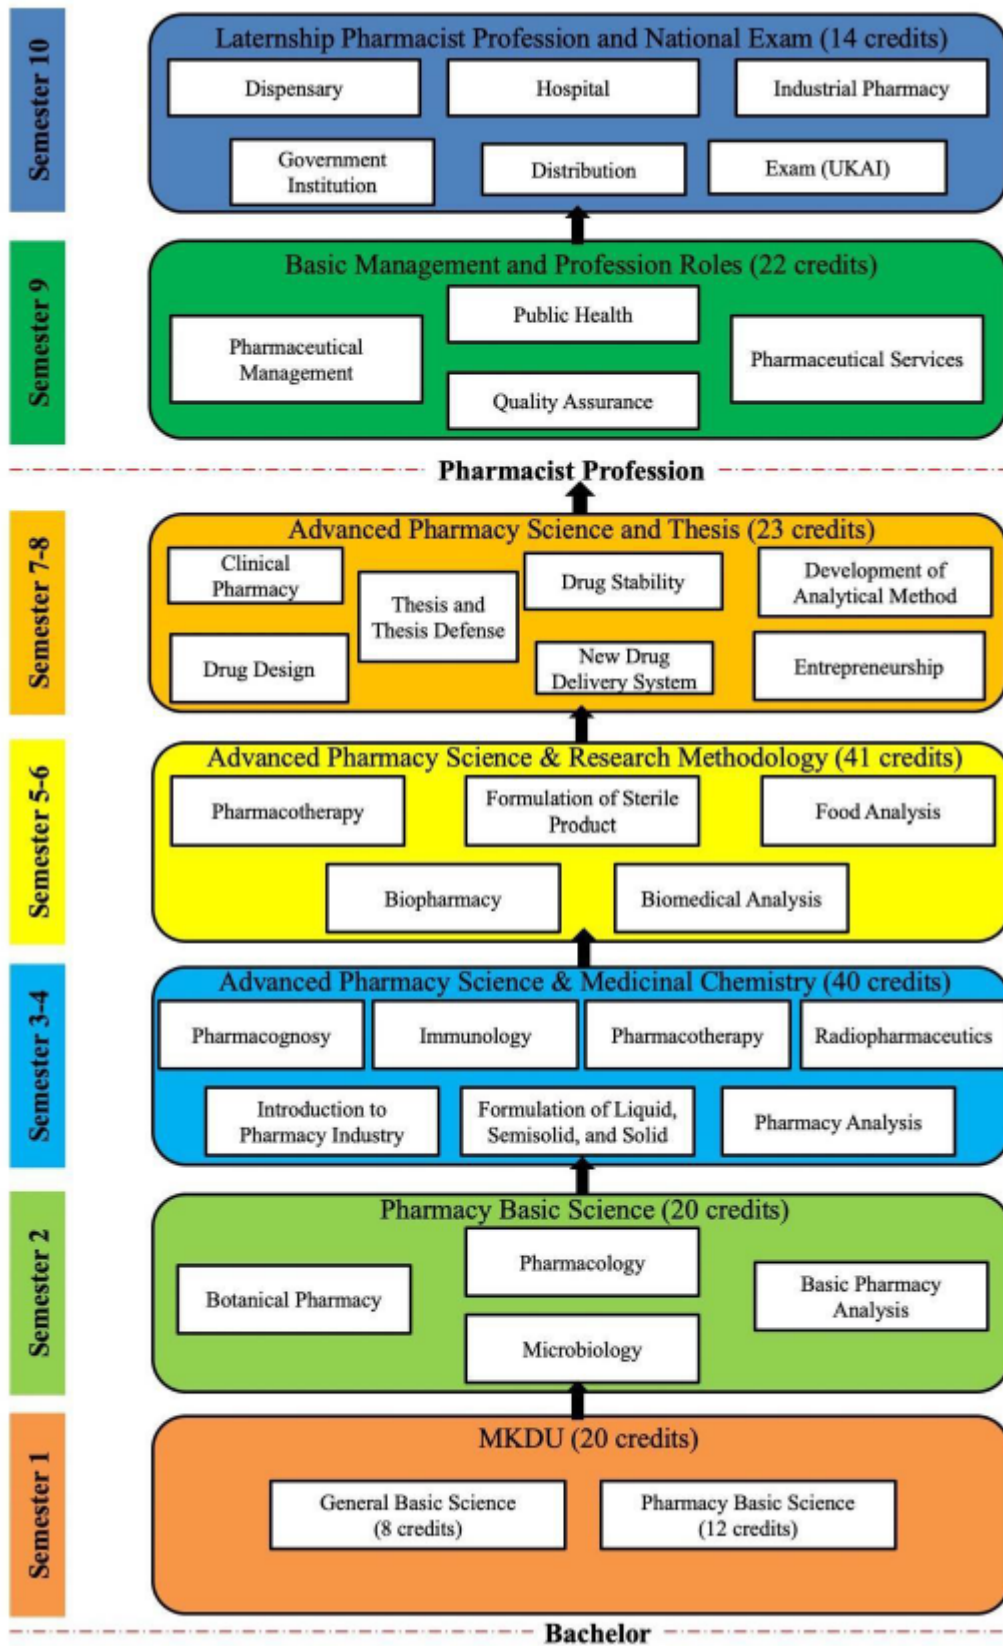 Semester 10
Laternship Pharmacist Profession and National Exam (14 credits)
Dispensary
Hospital
Industrial Pharmacy
Government
Institution
Distribution
Exam (UKAI)
Semester 9
Basic Management and Profession Roles (22 credits)
Pharmaceutical
Management
Public Health
Quality Assurance
Pharmaceutical Services
Pharmacist Profession
Semester 7-8
Advanced Pharmacy Science and Thesis (23 credits)
Clinical
Pharmacy
Thesis and
Thesis Defense
Drug Stability
Development of
Analytical Method
Drug Design
New Drug
Delivery System
Entrepreneurship
Semester 5-6
Advanced Pharmacy Science & Research Methodology (41 credits)
Pharmacotherapy
Formulation of Sterile
Product
Food Analysis
Biopharmacy
Biomedical Analysis
Semester 3-4
Advanced Pharmacy Science & Medicinal Chemistry (40 credits)
Pharmacognosy
Immunology
Pharmacotherapy
Radiopharmaceutics
Introduction to
Pharmacy Industry
Formulation of Liquid,
Semisolid, and Solid
Pharmacy Analysis
Semester 2
Pharmacy Basic Science (20 credits)
Botanical Pharmacy
Pharmacology
Microbiology
Basic Pharmacy
Analysis
Semester 1
MKDU (20 credits)
General Basic Science
(8 credits)
Pharmacy Basic Science
(12 credits)
Bachelor